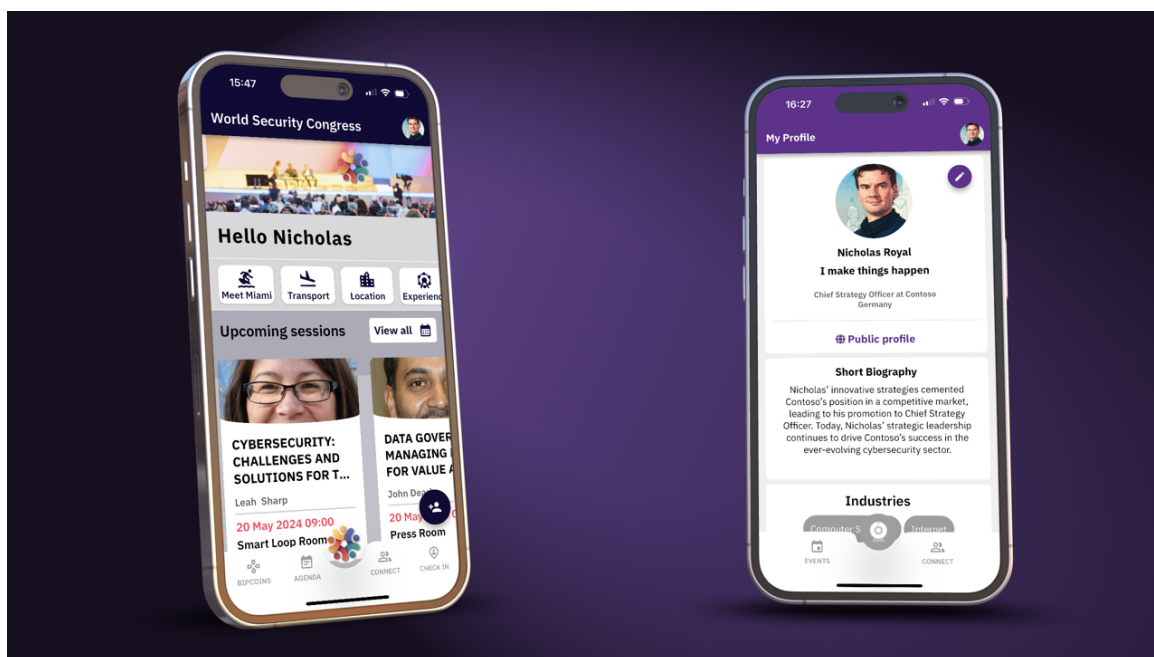 15:47
World Security Congress
Hello Nicholas
Meet Miami
Transport
Location
Experienc
Upcoming sessions
View all
CYBERSECURITY:
CHALLENGES AND
SOLUTIONS FOR T...
Leah Sharp
20 May 2024 09:00
Smart Loop Room
DATA GOVER
MANAGING
FOR VALUE
John
20 May
Press Room
BIPCOINS
AGENDA
CONNECT
CHECK IN
16:27
My Profile
Nicholas Royal
I make things happen
Chief Strategy Officer at Contoso
Germany
Public profile
Short Biography
Nicholas' innovative strategies cemented
Contoso's position in a competitive market,
leading to his promotion to Chief Strategy
Officer. Today, Nicholas' strategic leadership
continues to drive Contoso's success in the
ever-evolving cybersecurity sector.
Industries
Computer S
Internet
EVENTS
CONNECT